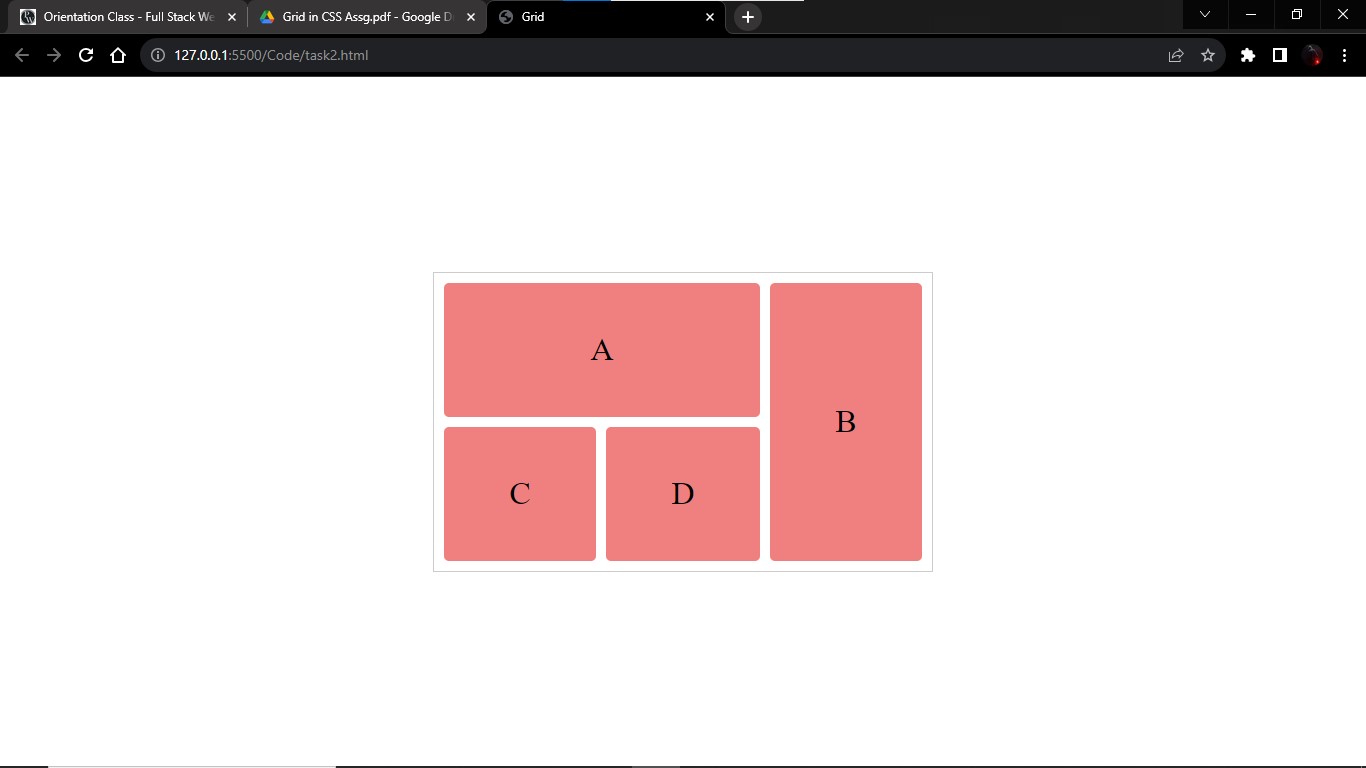 Orientation Class - Full Stack We
Grid in CSS Assg.pdf - Google D
Grid
127.0.0.1:5500/Code/task2.html
A
B
C
D